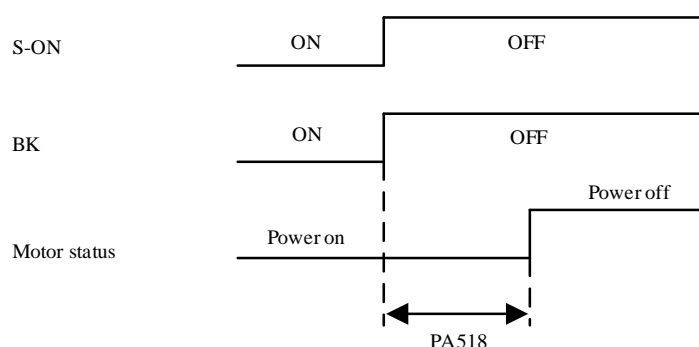 S-ON ON OFF
BK ON OFF
Power off
Motor status Power on
PA518